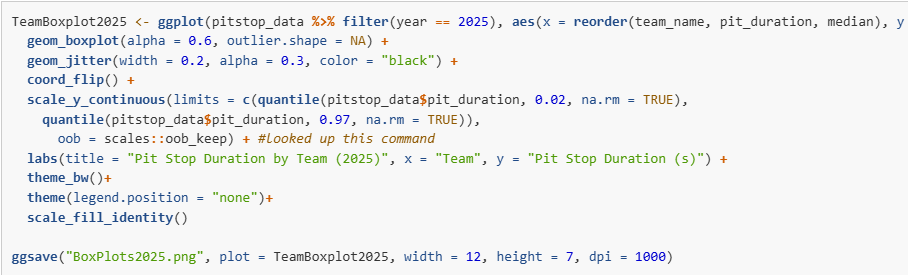 TeamBoxplot2025 <- ggplot(pitstop_data %>% filter(year == 2025), aes(x = reorder(team_name, pit_duration, median), y
  geom_boxplot(alpha = 0.6, outlier.shape = NA) +
  geom_jitter(width = 0.2, alpha = 0.3, color = "black") +
  coord_flip() +
  scale_y_continuous(limits = c(quantile(pitstop_data$pit_duration, 0.02, na.rm = TRUE),
    quantile(pitstop_data$pit_duration, 0.97, na.rm = TRUE)),
      oob = scales::oob_keep) + #looked up this command
  labs(title = "Pit Stop Duration by Team (2025)", x = "Team", y = "Pit Stop Duration (s)") +
  theme_bw()+
  theme(legend.position = "none")+
  scale_fill_identity()

ggsave("BoxPlots2025.png", plot = TeamBoxplot2025, width = 12, height = 7, dpi = 1000)